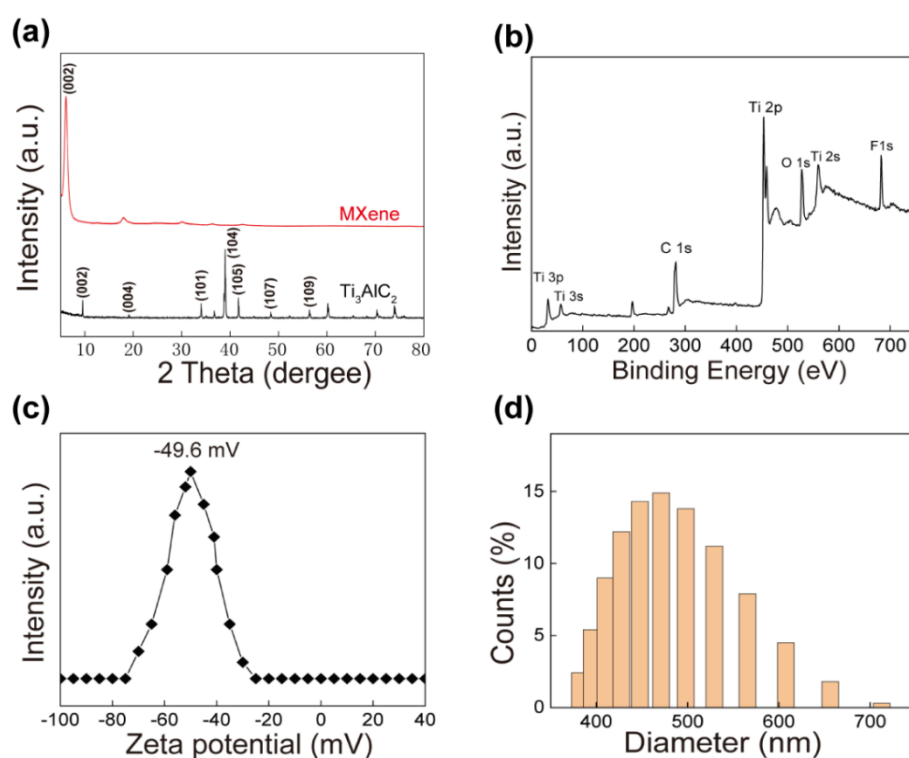 (a)
(002)
MXene
(002)
(004)
(101)
(104)
(105)
(107)
(109)
Ti₃AlC₂
Intensity (a.u.)
10 20 30 40 50 60 70 80
2 Theta (dergee)
(b)
Ti 3p
Ti 3s
C 1s
Ti 2p
O 1s
Ti 2s
F1s
Intensity (a.u.)
0 100 200 300 400 500 600 700
Binding Energy (eV)
(c)
-49.6 mV
Intensity (a.u.)
-100 -80 -60 -40 -20 0 20 40
Zeta potential (mV)
(d)
15
10
5
0
Counts (%)
400 500 600 700
Diameter (nm)